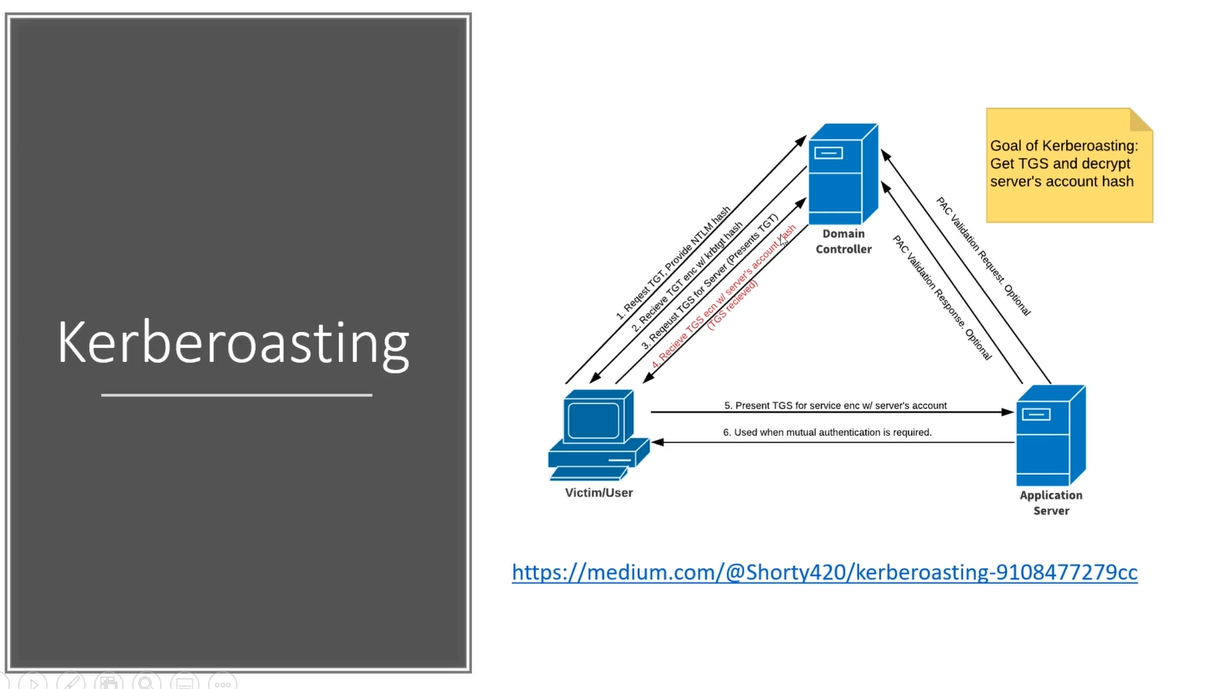 Kerberoasting
Goal of Kerberoasting:
Get TGS and decrypt
server's account hash
Domain
Controller
1. Reqest TGT, Provide NTLM hash
2. Recieve TGT enc w/ krbtgt hash
3. Reqeust TGS for Server (Presents TGT)
4. Recieve TGS ecn w/ server's account hash
(TGS recieved)
PAC Validation Request. Optional
PAC Validation Response. Optional
5. Present TGS for service enc w/ server's account
6. Used when mutual authentication is required.
Victim/User
Application
Server
https://medium.com/@Shorty420/kerberoasting-9108477279cc